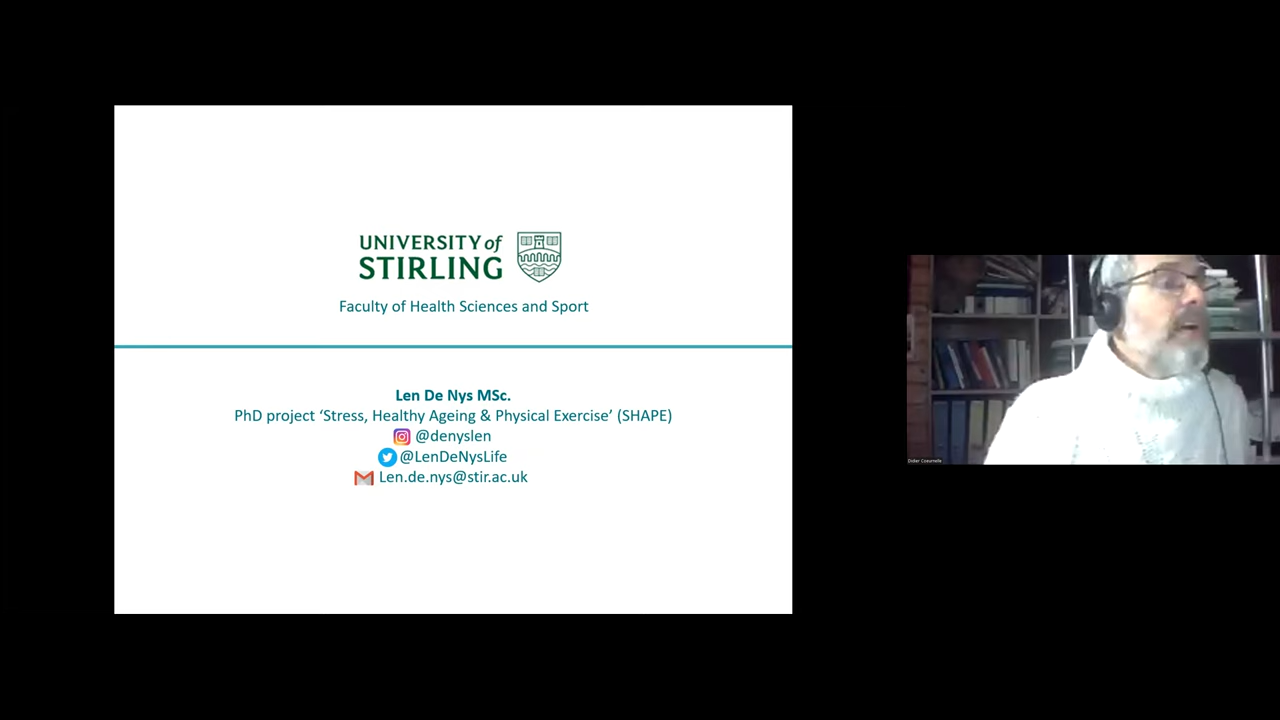 UNIVERSITY of
STIRLING
Faculty of Health Sciences and Sport
Len De Nys MSc.
PhD project ‘Stress, Healthy Ageing & Physical Exercise’ (SHAPE)
@denyslen
@LenDeNysLife
Len.de.nys@stir.ac.uk